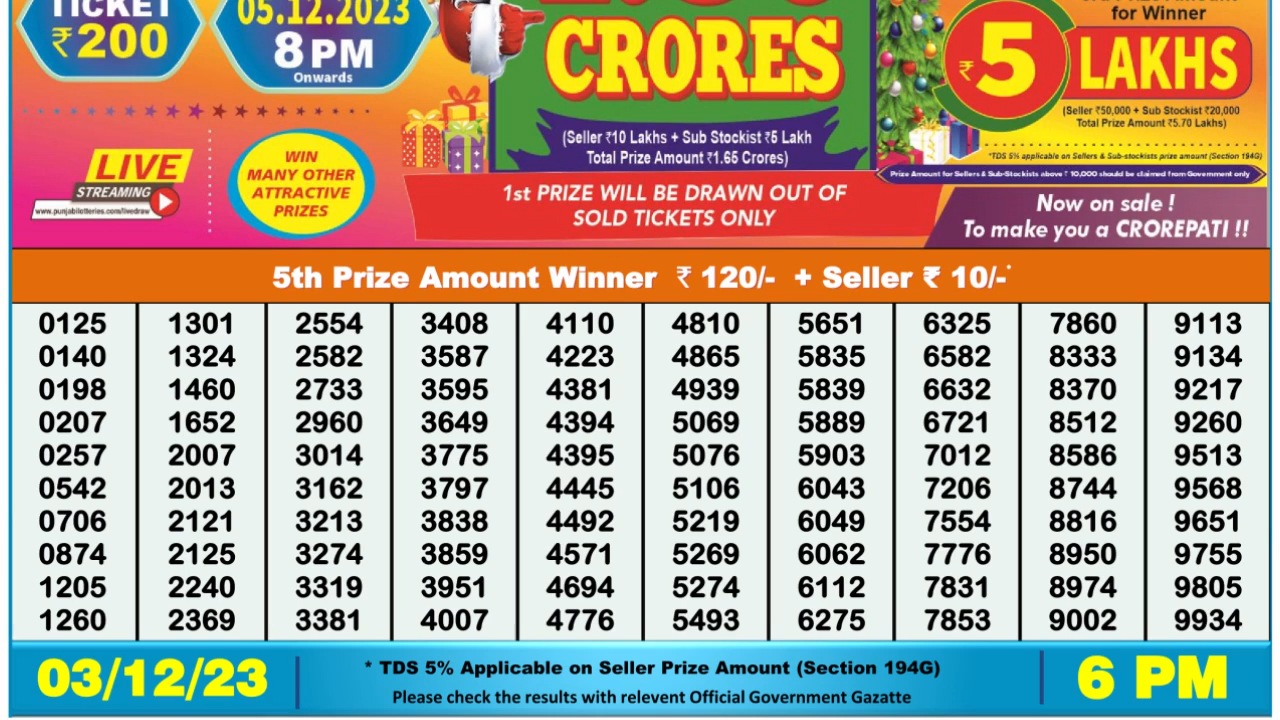 TICKET
₹200
05.12.2023
8 PM
Onwards
CRORES
(Seller ₹10 Lakhs + Sub Stockist ₹5 Lakh
Total Prize Amount ₹1.65 Crores)
for Winner
₹5 LAKHS
(Seller ₹50,000 + Sub Stockist ₹20,000
Total Prize Amount ₹5.70 Lakhs)
*TDS 5% applicable on Sellers & Sub-stockists prize amount (Section 194G)
Prize Amount for Sellers & Sub-Stockists above ₹ 10,000 should be claimed from Government only
LIVE
STREAMING
www.punjablotteries.com/livedraw
WIN
MANY OTHER
ATTRACTIVE
PRIZES
1st PRIZE WILL BE DRAWN OUT OF
SOLD TICKETS ONLY
Now on sale !
To make you a CROREPATI !!
5th Prize Amount Winner ₹ 120/- + Seller ₹ 10/-*
0125 1301 2554 3408 4110 4810 5651 6325 7860 9113
0140 1324 2582 3587 4223 4865 5835 6582 8333 9134
0198 1460 2733 3595 4381 4939 5839 6632 8370 9217
0207 1652 2960 3649 4394 5069 5889 6721 8512 9260
0257 2007 3014 3775 4395 5076 5903 7012 8586 9513
0542 2013 3162 3797 4445 5106 6043 7206 8744 9568
0706 2121 3213 3838 4492 5219 6049 7554 8816 9651
0874 2125 3274 3859 4571 5269 6062 7776 8950 9755
1205 2240 3319 3951 4694 5274 6112 7831 8974 9805
1260 2369 3381 4007 4776 5493 6275 7853 9002 9934
03/12/23
* TDS 5% Applicable on Seller Prize Amount (Section 194G)
Please check the results with relevent Official Government Gazatte
6 PM